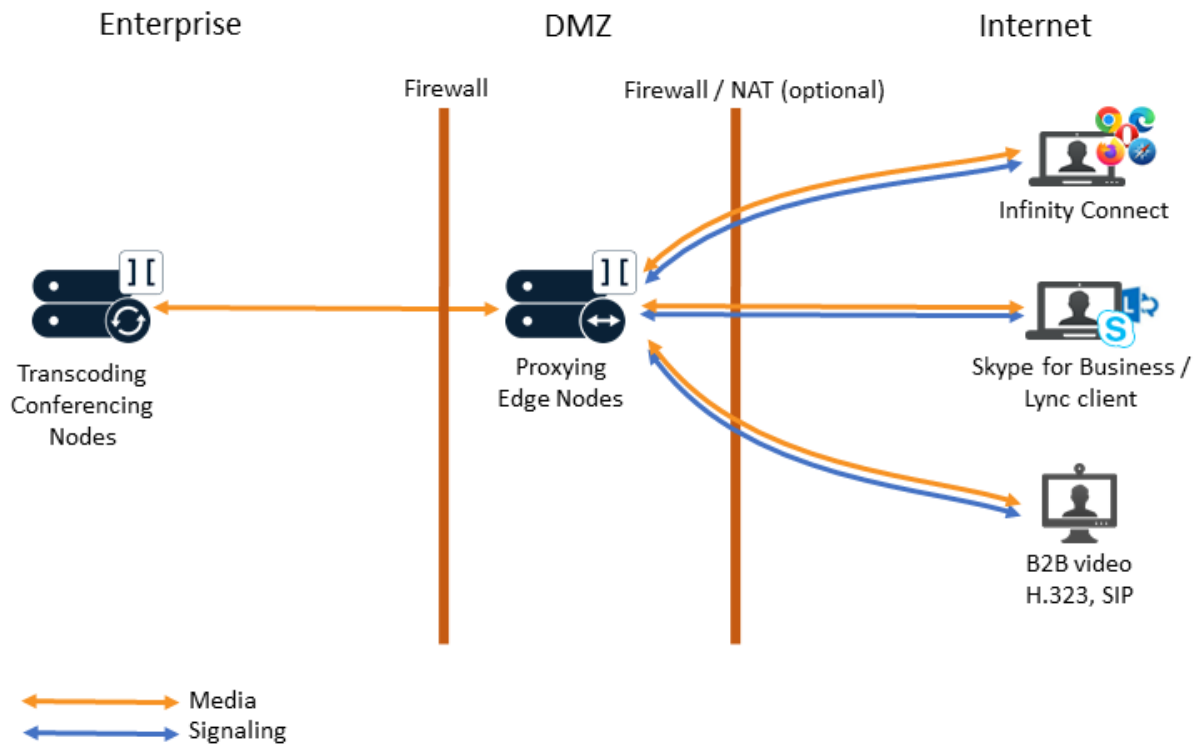 Enterprise
DMZ
Internet
Firewall
Firewall / NAT (optional)
Infinity Connect
] [
] [
Transcoding
Conferencing
Nodes
Proxying
Edge Nodes
S
L
Skype for Business /
Lync client
B2B video
H.323, SIP
Media
Signaling